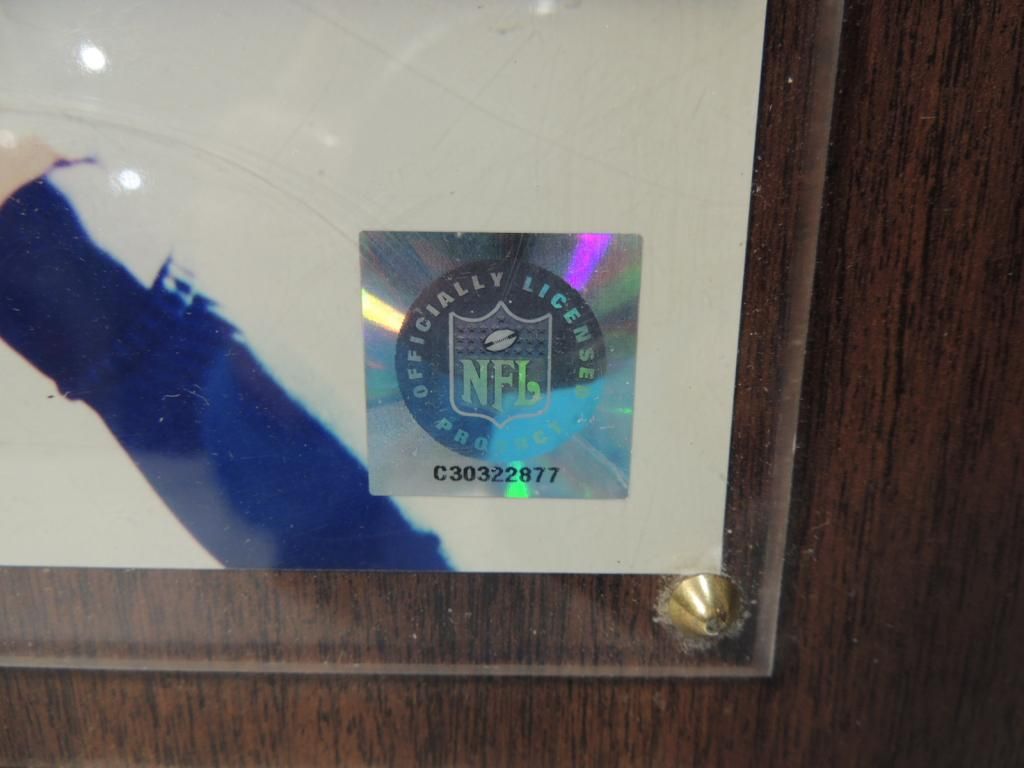 OFFICIALLY LICENSED
NFL
PRODUCT
C30322877